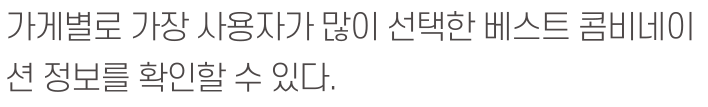 가게별로 가장 사용자가 많이 선택한 베스트 콤비네이
션 정보를 확인할 수 있다.